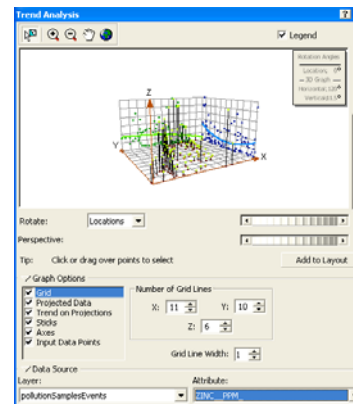 Trend Analysis
?
Legend
Rotation Angles
Locations, 0°
3D Graph
Z
Y
X
Rotate:
Locations
Perspective:
Tip: Click or drag over points to select
Add to Layout
Graph Options
Grid
Projected Data
Trend on Projections
Sticks
Axes
Input Data Points
Number of Grid Lines
X: 11 Y: 10
Z: 6
Grid Line Width: 1
Data Source
Layer: Attribute:
pollutionSamplesEvents ZINC__PPM_